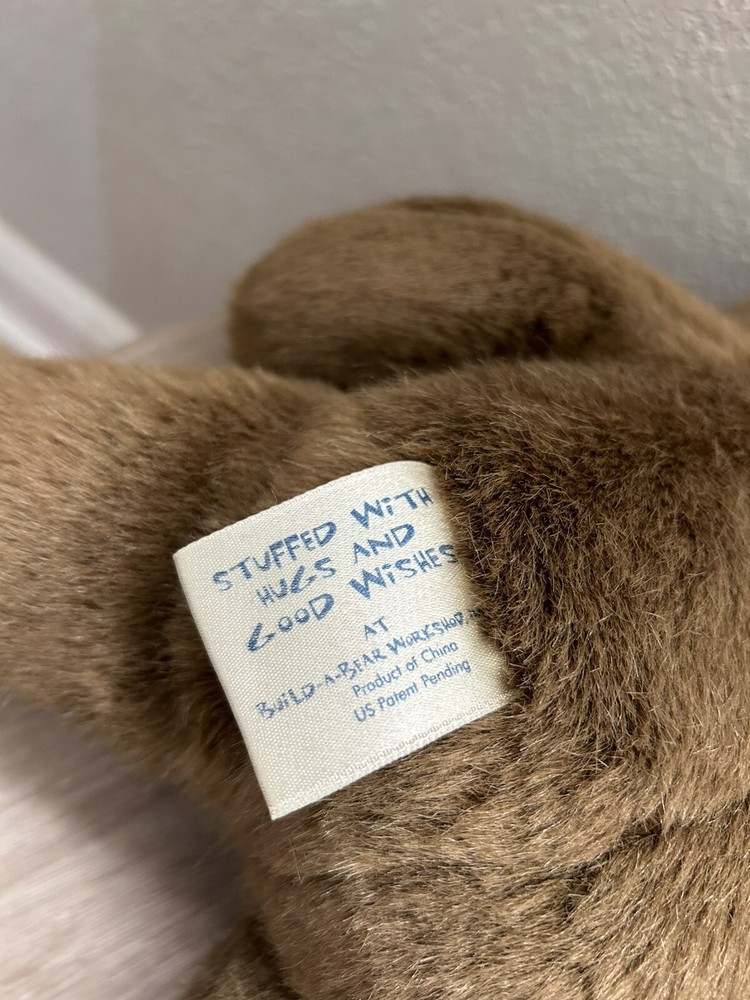 STUFFED WiTH
HUGS AND
GOOD WiSHES
AT
BUiLD-A-BEAR WORKSHOP,
Product of China
US Patent Pending